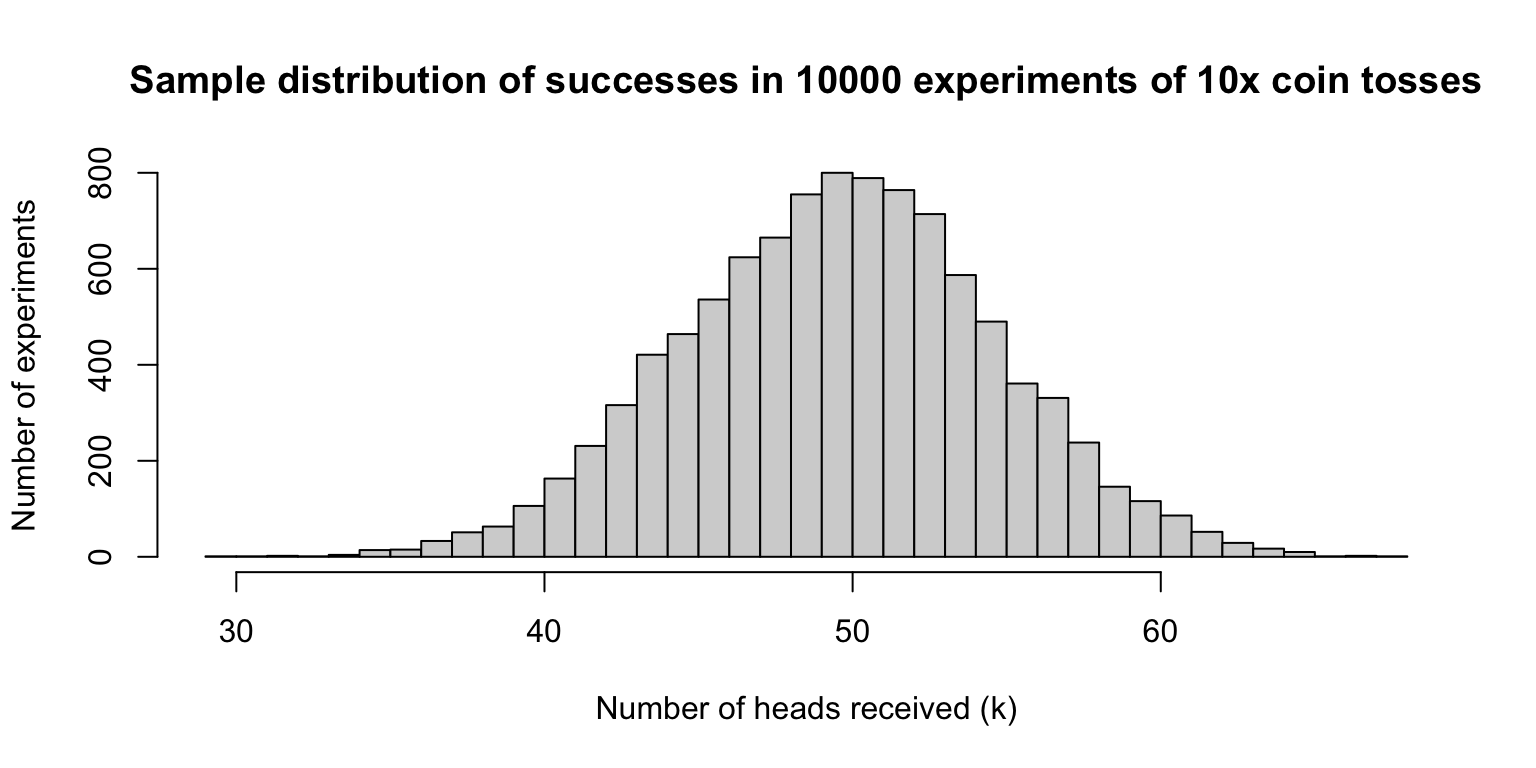 Sample distribution of successes in 10000 experiments of 10x coin tosses
Number of experiments
800
600
400
200
0
30 40 50 60
Number of heads received (k)